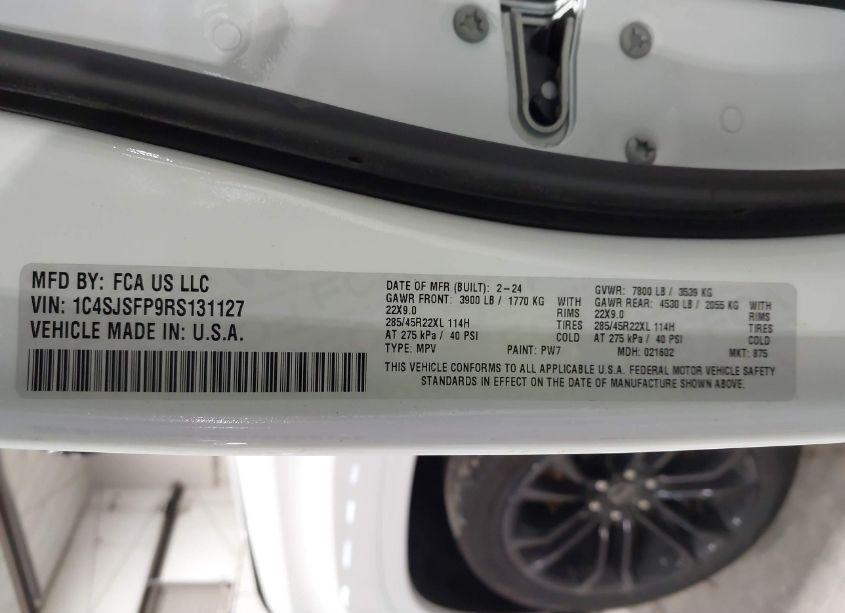 MFD BY: FCA US LLC
VIN: 1C4SJSFP9RS131127
VEHICLE MADE IN: U.S.A.
DATE OF MFR (BUILT): 2-24
GAWR FRONT: 3900 LB / 1770 KG WITH
22X9.0 RIMS
285/45R22XL 114H TIRES
AT 275 kPa / 40 PSI COLD
TYPE: MPV PAINT: PW7
GVWR: 7800 LB / 3539 KG
GAWR REAR: 4530 LB / 2055 KG WITH
22X9.0 RIMS
285/45R22XL 114H TIRES
AT 275 kPa / 40 PSI COLD
MDH: 021602 MKT: 875
THIS VEHICLE CONFORMS TO ALL APPLICABLE U.S.A. FEDERAL MOTOR VEHICLE SAFETY
STANDARDS IN EFFECT ON THE DATE OF MANUFACTURE SHOWN ABOVE.